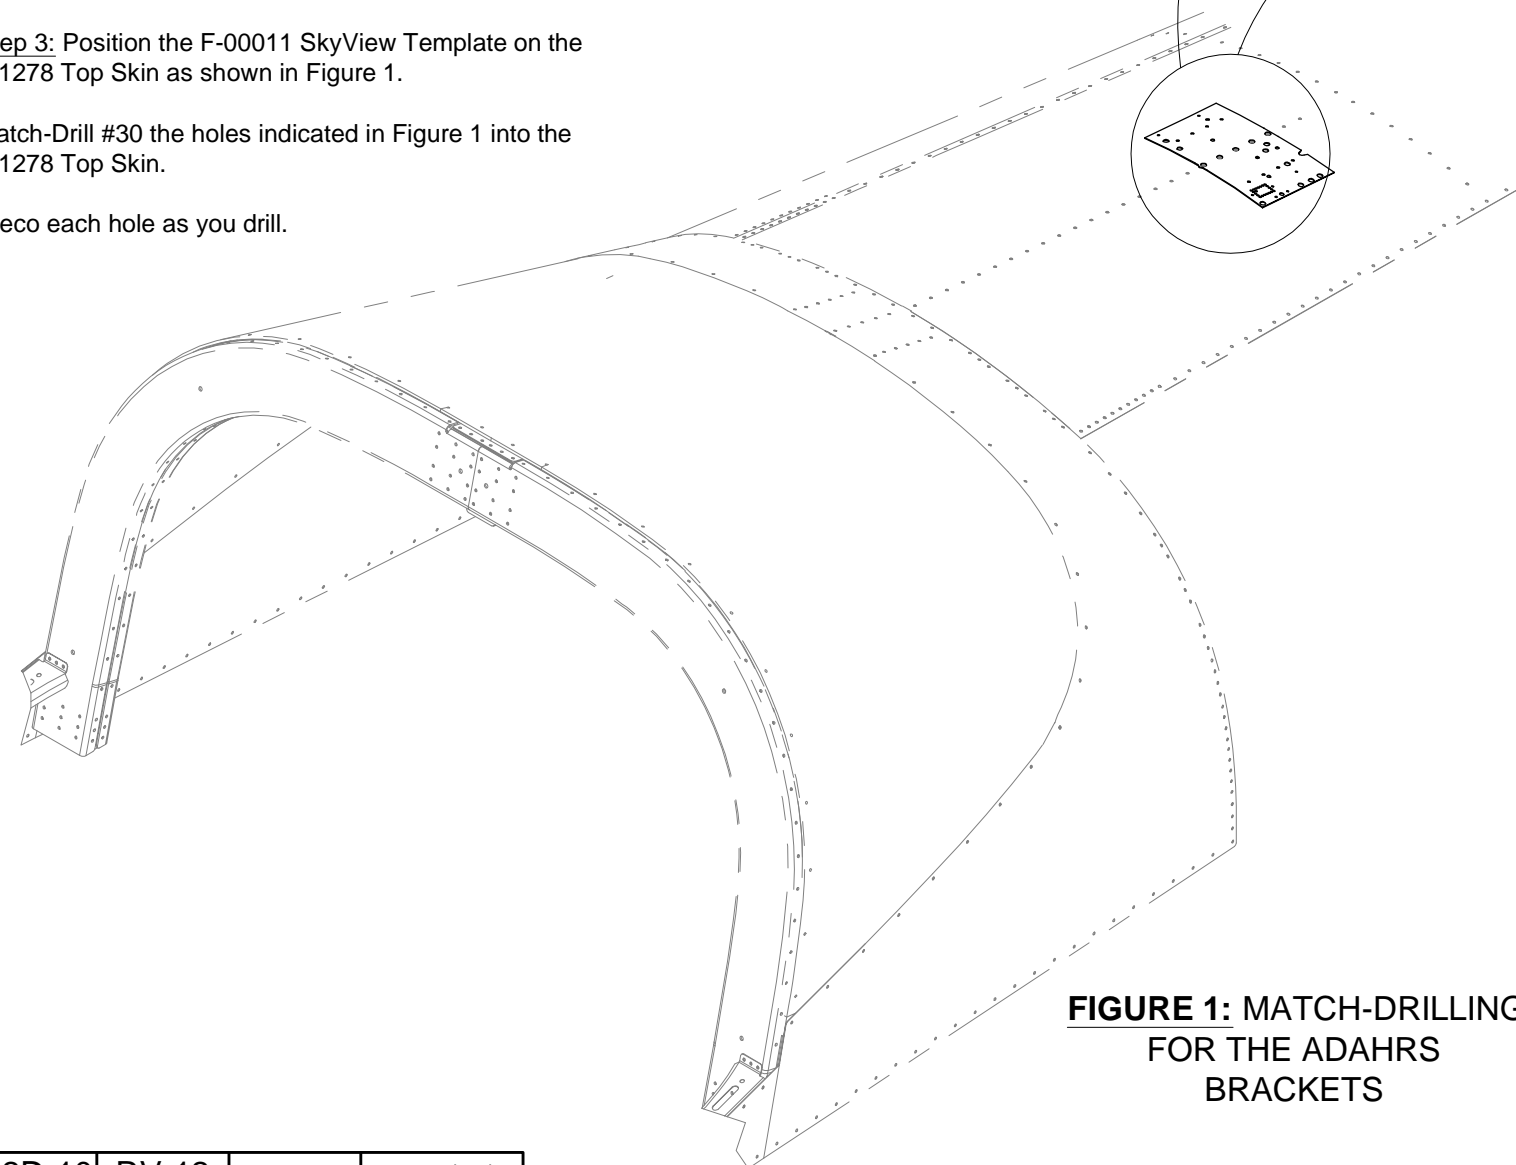 ep 3: Position the F-00011 SkyView Template on the
1278 Top Skin as shown in Figure 1.
atch-Drill #30 the holes indicated in Figure 1 into the
1278 Top Skin.
eco each hole as you drill.
FIGURE 1: MATCH-DRILLING
FOR THE ADAHRS
BRACKETS